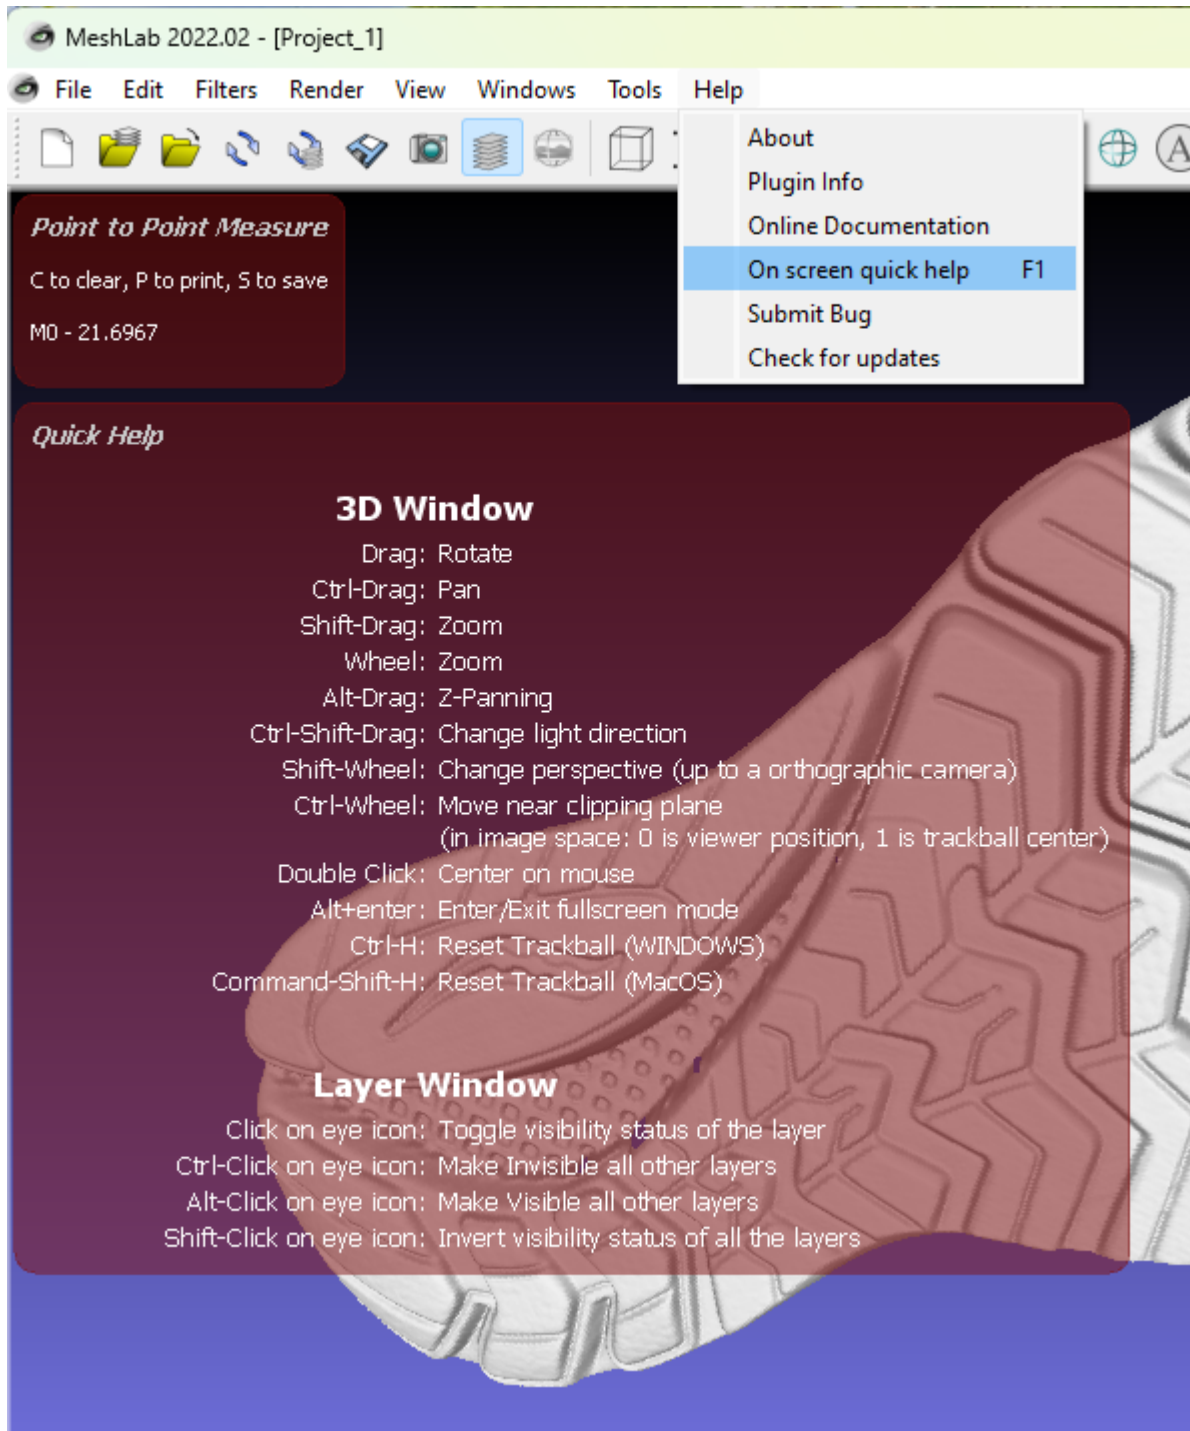 MeshLab 2022.02 - [Project_1]
File Edit Filters Render View Windows Tools Help
About
Plugin Info
Online Documentation
On screen quick help F1
Submit Bug
Check for updates
A
Point to Point Measure
C to clear, P to print, S to save
M0 - 21.6967
Quick Help
3D Window
Drag: Rotate
Ctrl-Drag: Pan
Shift-Drag: Zoom
Wheel: Zoom
Alt-Drag: Z-Panning
Ctrl-Shift-Drag: Change light direction
Shift-Wheel: Change perspective (up to a orthographic camera)
Ctrl-Wheel: Move near clipping plane
(in image space: 0 is viewer position, 1 is trackball center)
Double Click: Center on mouse
Alt+enter: Enter/Exit fullscreen mode
Ctrl-H: Reset Trackball (WINDOWS)
Command-Shift-H: Reset Trackball (MacOS)
Layer Window
Click on eye icon: Toggle visibility status of the layer
Ctrl-Click on eye icon: Make Invisible all other layers
Alt-Click on eye icon: Make Visible all other layers
Shift-Click on eye icon: Invert visibility status of all the layers